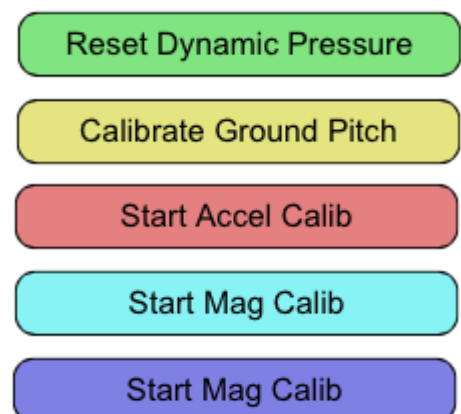 Reset Dynamic Pressure
Calibrate Ground Pitch
Start Accel Calib
Start Mag Calib
Start Mag Calib